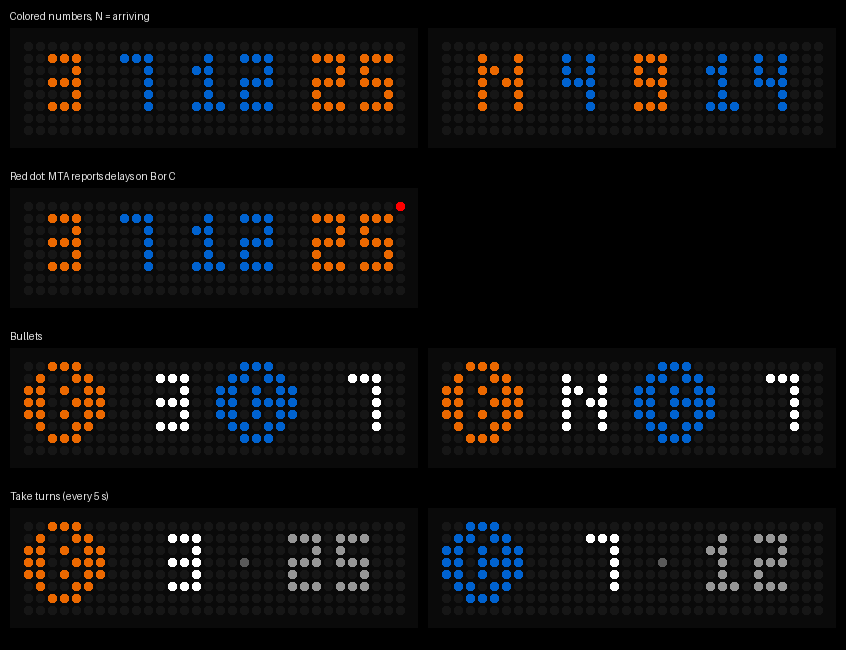 Colored numbers, N = arriving
3 7 12 25
N 4 9 14
Red dot: MTA reports delays on B or C
3 7 12 25
Bullets
B 3 C 7
B N C 7
Take turns (every 5 s)
B 3 · 25
C 7 · 12